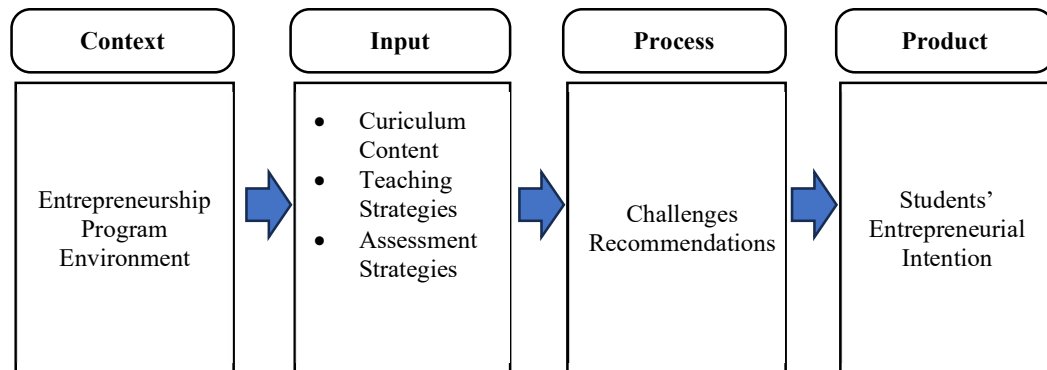 Context
Entrepreneurship
Program
Environment
Input
• Curiculum
Content
• Teaching
Strategies
• Assessment
Strategies
Process
Challenges
Recommendations
Product
Students’
Entrepreneurial
Intention